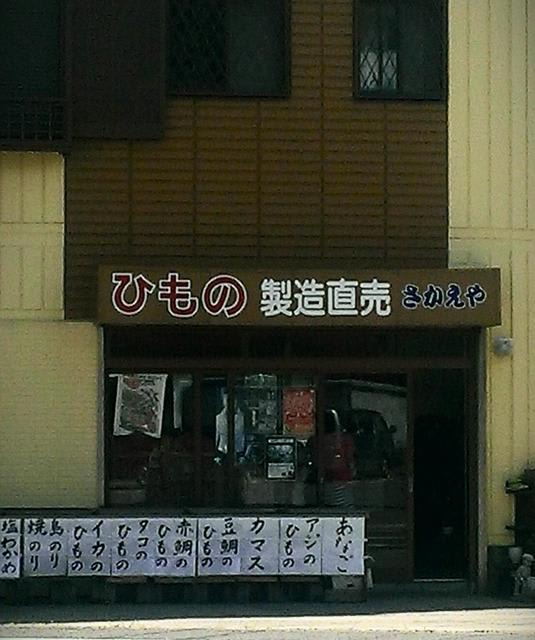 ひもの 製造直売 さかえや
あなご
アジの
ひもの
カマス
豆鯛の
ひもの
赤鯛の
ひもの
タコの
ひもの
イカの
ひもの
島のり
焼のり
塩わかめ